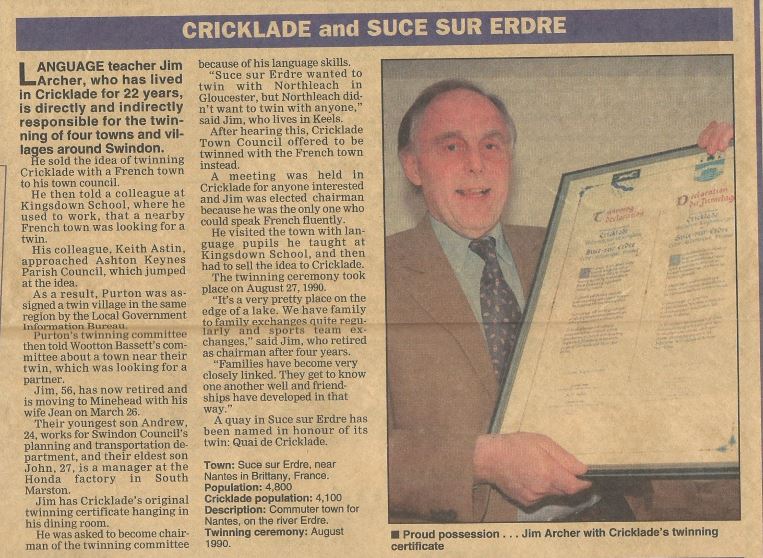 CRICKLADE and SUCE SUR ERDRE
LANGUAGE teacher Jim
Archer, who has lived
in Cricklade for 22 years,
is directly and indirectly
responsible for the twin-
ning of four towns and vil-
lages around Swindon.
He sold the idea of twinning
Cricklade with a French town
to his town council.
He then told a colleague at
Kingsdown School, where he
used to work, that a nearby
French town was looking for a
twin.
His colleague, Keith Astin,
approached Ashton Keynes
Parish Council, which jumped
at the idea.
As a result, Purton was as-
signed a twin village in the same
region by the Local Government
Information Bureau.
Purton's twinning committee
then told Wootton Bassett's com-
mittee about a town near their
twin, which was looking for a
partner.
Jim, 56, has now retired and
is moving to Minehead with his
wife Jean on March 26.
Their youngest son Andrew,
24, works for Swindon Council's
planning and transportation de-
partment, and their eldest son
John, 27, is a manager at the
Honda factory in South
Marston.
Jim has Cricklade's original
twinning certificate hanging in
his dining room.
He was asked to become chair-
man of the twinning committee
because of his language skills.
"Suce sur Erdre wanted to
twin with Northleach in
Gloucester, but Northleach did-
n't want to twin with anyone,"
said Jim, who lives in Keels.
After hearing this, Cricklade
Town Council offered to be
twinned with the French town
instead.
A meeting was held in
Cricklade for anyone interested
and Jim was elected chairman
because he was the only one who
could speak French fluently.
He visited the town with lan-
guage pupils he taught at
Kingsdown School, and then
had to sell the idea to Cricklade.
The twinning ceremony took
place on August 27, 1990.
"It's a very pretty place on the
edge of a lake. We have family
to family exchanges quite regu-
larly and sports team ex-
changes," said Jim, who retired
as chairman after four years.
"Families have become very
closely linked. They get to know
one another well and friend-
ships have developed in that
way."
A quay in Suce sur Erdre has
been named in honour of its
twin: Quai de Cricklade.
Town: Suce sur Erdre, near
Nantes in Brittany, France.
Population: 4,800
Cricklade population: 4,100
Description: Commuter town for
Nantes, on the river Erdre.
Twinning ceremony: August
1990.
Twinning
Declaration
Cricklade
Suce-sur-Erdre
Declaration
de Jumelage
Cricklade
Suce-sur-Erdre
■ Proud possession . . . Jim Archer with Cricklade's twinning
certificate